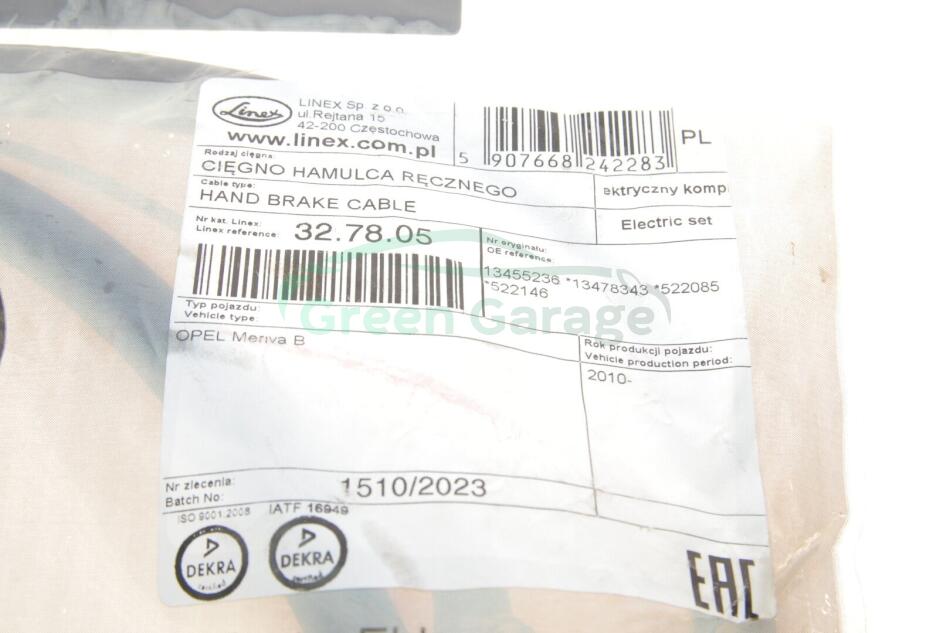 Linex
LINEX Sp. z o.o.
ul.Rejtana 15
42-200 Częstochowa
www.linex.com.pl
5 907668 242283
PL
Rodzaj cięgna:
CIĘGNO HAMULCA RĘCZNEGO
ektryczny komp
Cable type:
HAND BRAKE CABLE
Electric set
Nr kat. Linex:
Linex reference:
32.78.05
Nr oryginału:
OE reference:
13455236 *13478343 *522085
*522146
Green Garage
Typ pojazdu:
Vehicle type:
OPEL Meriva B
Rok produkcji pojazdu:
Vehicle production period:
2010-
Nr zlecenia:
Batch No:
1510/2023
ISO 9001:2008
IATF 16949
DEKRA
DEKRA
EAC